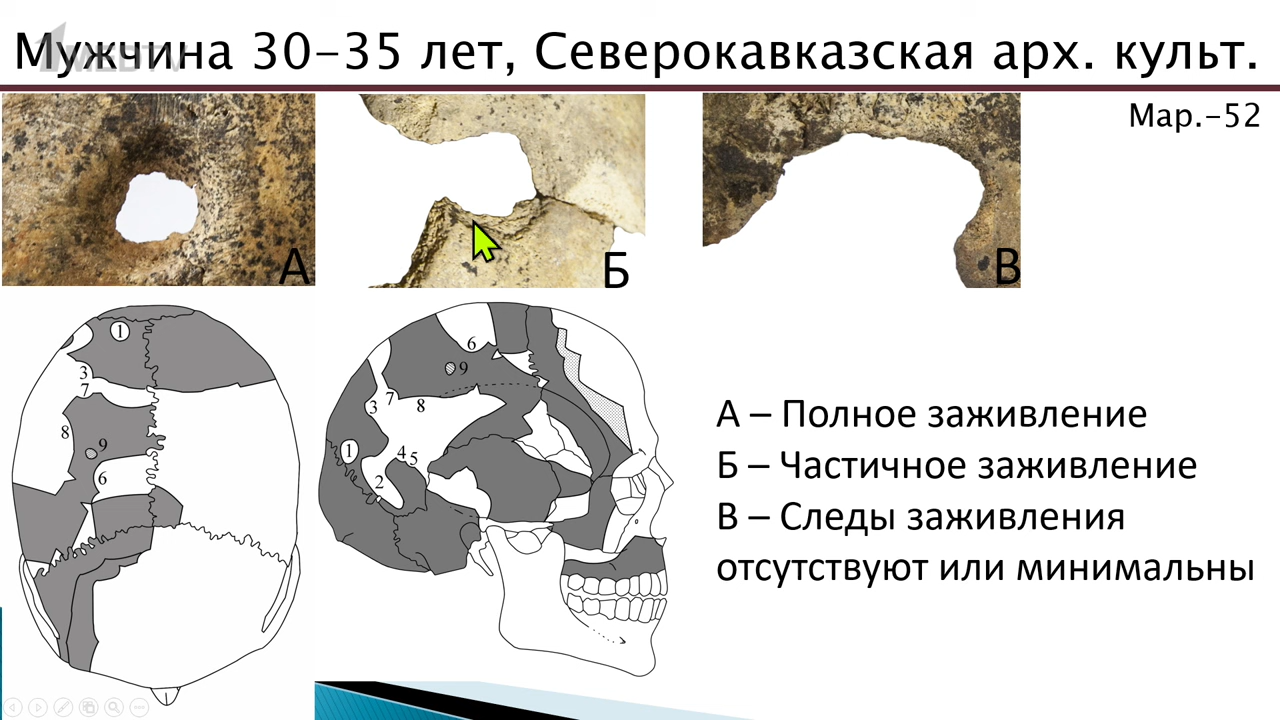 Мужчина 30-35 лет, Северокавказская арх. культ.
1MEDTV
Мар.-52
А
Б
В
1
3
7
8
9
6
6
9
3
7
8
1
4
5
2
А – Полное заживление
Б – Частичное заживление
В – Следы заживления
отсутствуют или минимальны